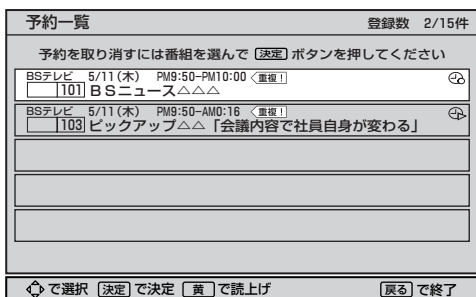 予約一覧 登録数 2/15件
予約を取り消すには番組を選んで 決定 ボタンを押してください
BSテレビ 5/11(木) PM9:50-PM10:00 重複!
101 BSニュース△△△
BSテレビ 5/11(木) PM9:50-AM0:16 重複!
103 ピックアップ△△「会議内容で社員自身が変わる」
で選択 決定 で決定 黄 で読上げ 戻る で終了